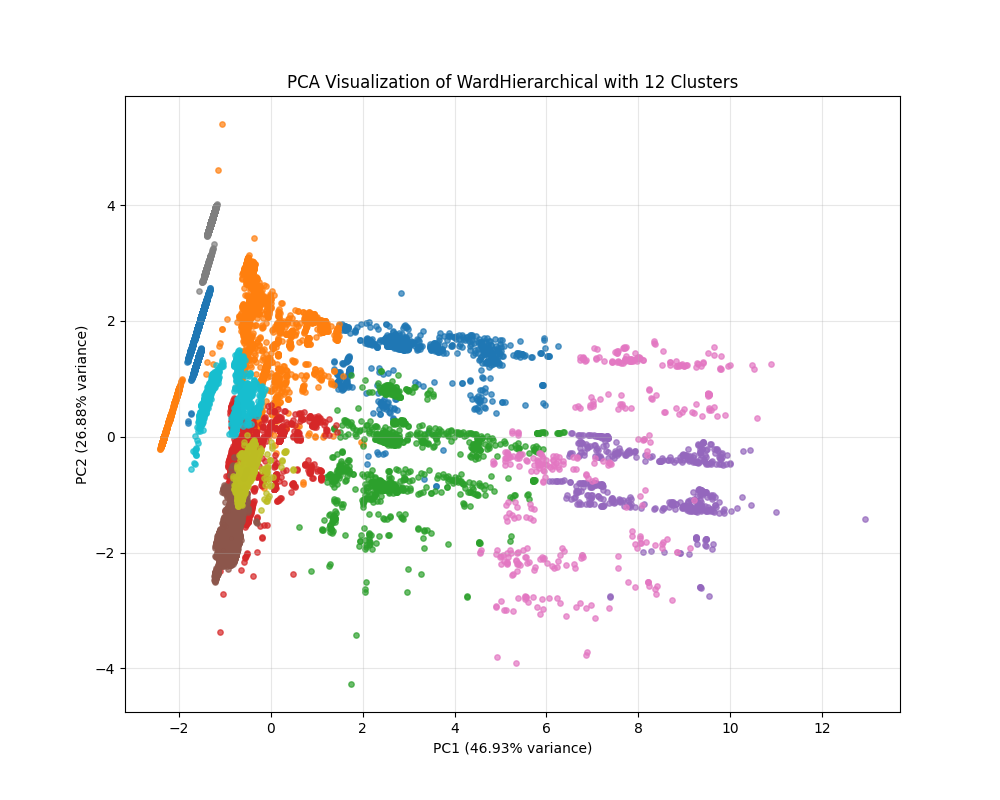 PCA Visualization of WardHierarchical with 12 Clusters
4
2
0
−2
−4
PC2 (26.88% variance)
−2 0 2 4 6 8 10 12
PC1 (46.93% variance)